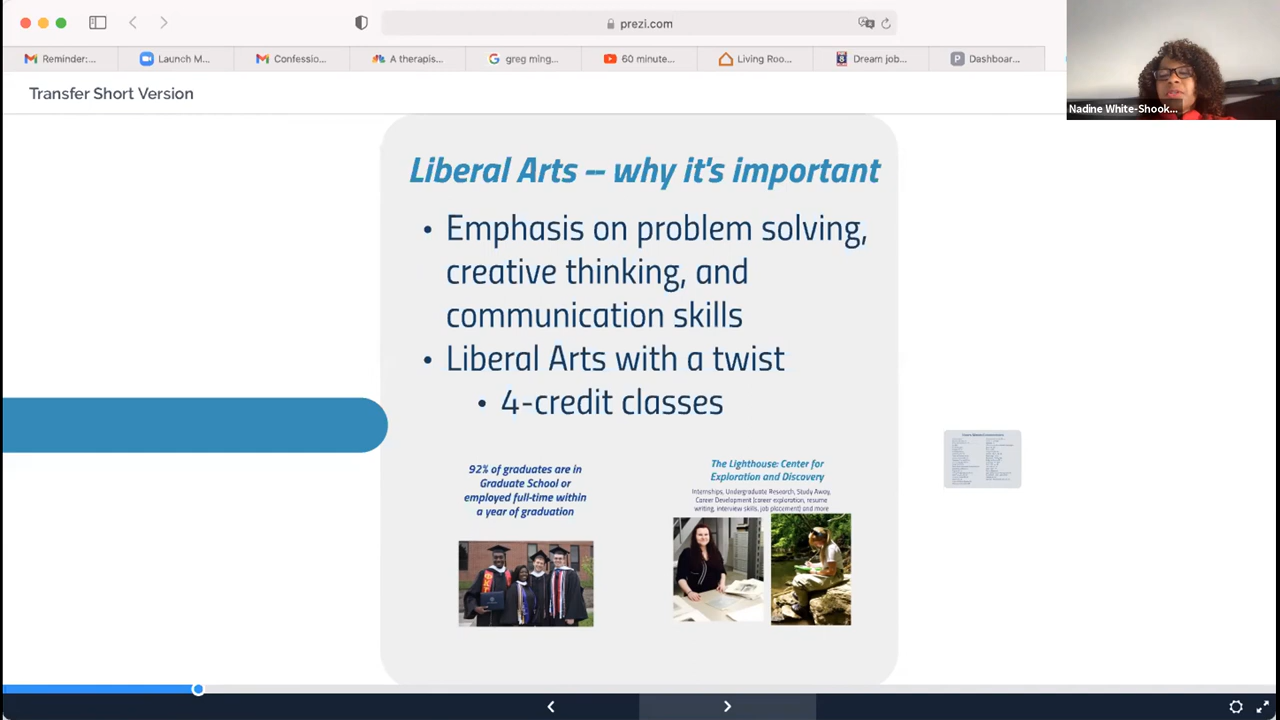 prezi.com
Reminder:...
Launch M...
Confessio...
A therapis...
greg ming...
60 minute...
Living Roo...
Dream job...
Dashboar...
Transfer Short Version
Nadine White-Shook...
Liberal Arts -- why it's important
• Emphasis on problem solving,
creative thinking, and
communication skills
• Liberal Arts with a twist
• 4-credit classes
92% of graduates are in
Graduate School or
employed full-time within
a year of graduation
The Lighthouse: Center for
Exploration and Discovery
Internships, Undergraduate Research, Study Away,
Career Development (career exploration, resume
writing, interview skills, job placement) and more